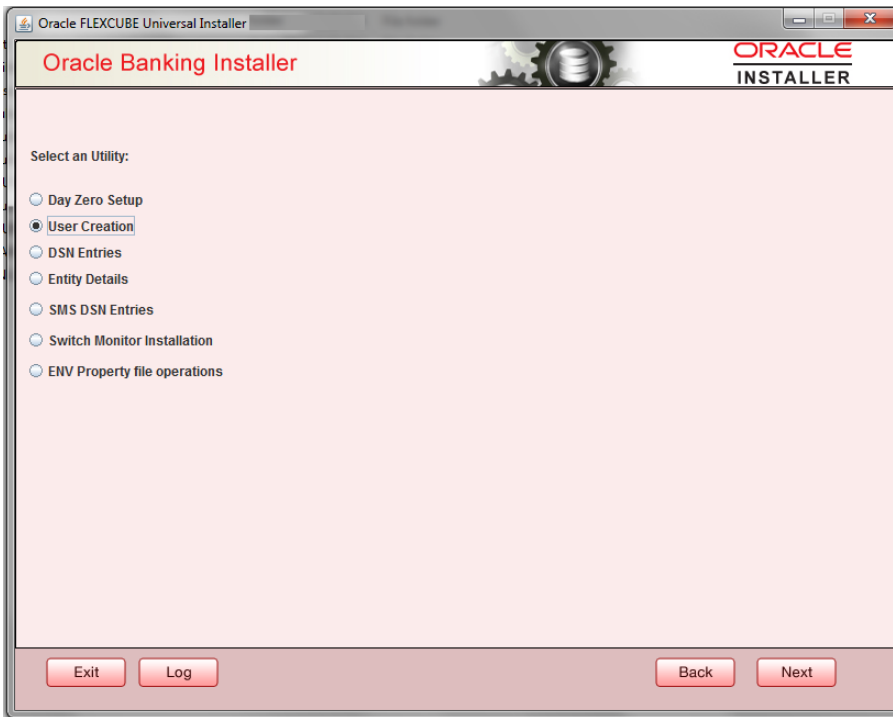 Oracle FLEXCUBE Universal Installer
Oracle Banking Installer
ORACLE
INSTALLER
Select an Utility:
Day Zero Setup
User Creation
DSN Entries
Entity Details
SMS DSN Entries
Switch Monitor Installation
ENV Property file operations
Exit
Log
Back
Next